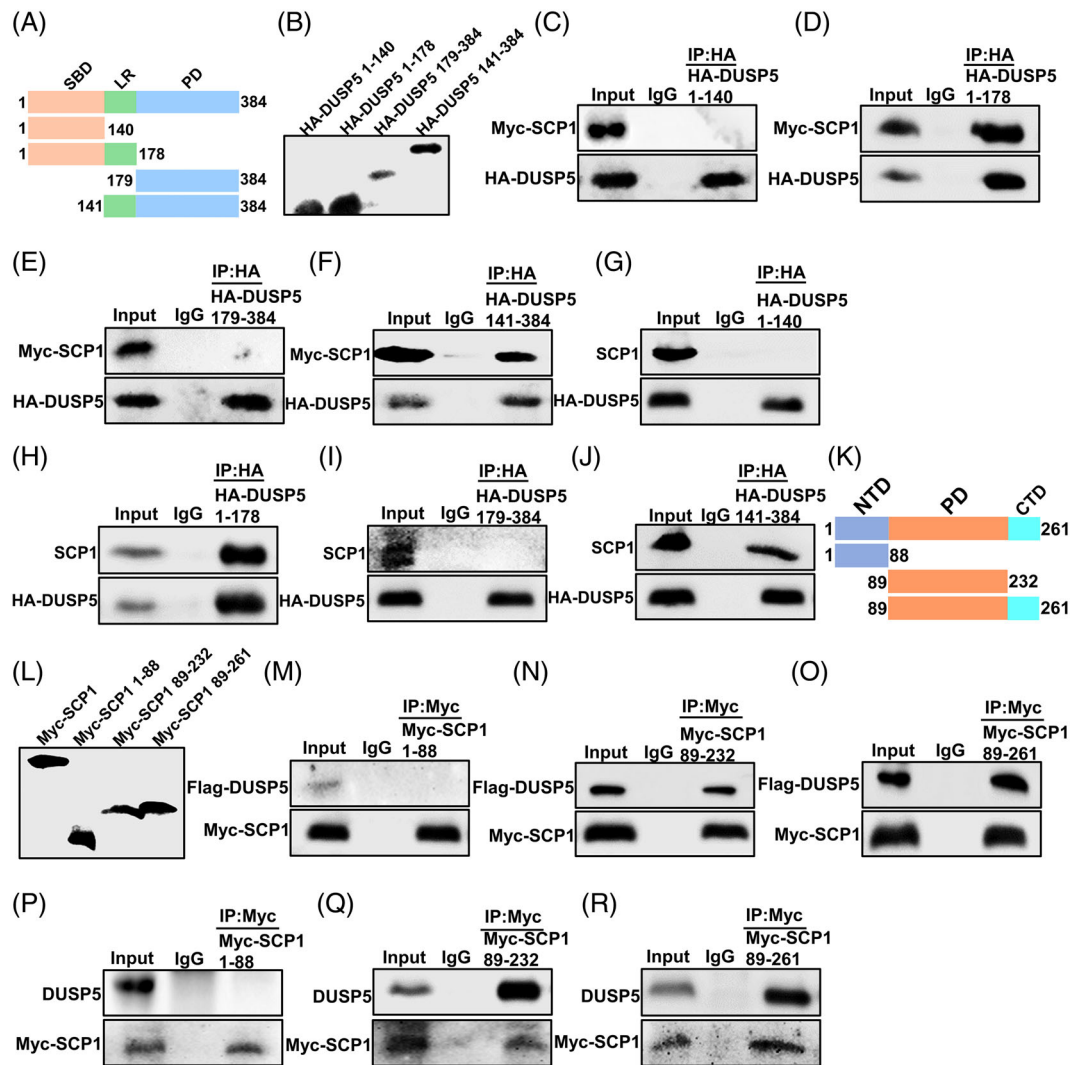 (A)
SBD LR PD
1 384
1 140
1 178
179 384
141 384
(B)
HA-DUSP5 1-140
HA-DUSP5 1-178
HA-DUSP5 179-384
HA-DUSP5 141-384
(C)
IP:HA
Input IgG HA-DUSP5
1-140
Myc-SCP1
HA-DUSP5
(D)
IP:HA
Input IgG HA-DUSP5
1-178
Myc-SCP1
HA-DUSP5
(E)
IP:HA
HA-DUSP5
Input IgG 179-384
Myc-SCP1
HA-DUSP5
(F)
IP:HA
HA-DUSP5
Input IgG 141-384
Myc-SCP1
HA-DUSP5
(G)
IP:HA
HA-DUSP5
Input IgG 1-140
SCP1
HA-DUSP5
(H)
IP:HA
HA-DUSP5
Input IgG 1-178
SCP1
HA-DUSP5
(I)
IP:HA
HA-DUSP5
Input IgG 179-384
SCP1
HA-DUSP5
(J)
IP:HA
HA-DUSP5
Input IgG 141-384
SCP1
HA-DUSP5
(K)
NTD PD CTD
1 261
1 88
89 232
89 261
(L)
Myc-SCP1
Myc-SCP1 1-88
Myc-SCP1 89-232
Myc-SCP1 89-261
(M)
IP:Myc
Myc-SCP1
Input IgG 1-88
Flag-DUSP5
Myc-SCP1
(N)
IP:Myc
Myc-SCP1
Input IgG 89-232
Flag-DUSP5
Myc-SCP1
(O)
IP:Myc
Myc-SCP1
Input IgG 89-261
Flag-DUSP5
Myc-SCP1
(P)
IP:Myc
Myc-SCP1
Input IgG 1-88
DUSP5
Myc-SCP1
(Q)
IP:Myc
Myc-SCP1
Input IgG 89-232
DUSP5
Myc-SCP1
(R)
IP:Myc
Myc-SCP1
Input IgG 89-261
DUSP5
Myc-SCP1